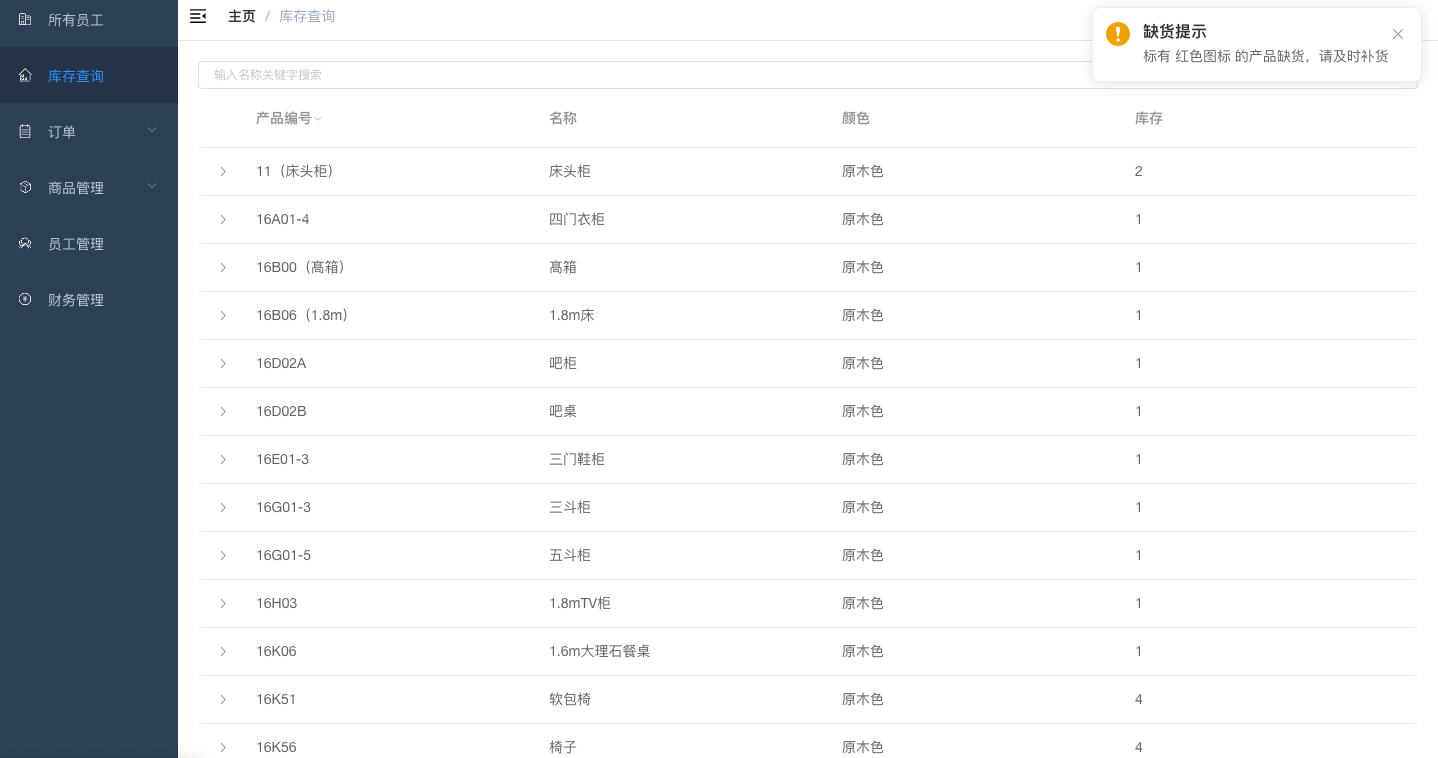 所有员工
库存查询
订单
商品管理
员工管理
财务管理
主页 / 库存查询
缺货提示
标有 红色图标 的产品缺货，请及时补货
输入名称关键字搜索
产品编号 名称 颜色 库存
11（床头柜） 床头柜 原木色 2
16A01-4 四门衣柜 原木色 1
16B00（髙箱） 髙箱 原木色 1
16B06（1.8m） 1.8m床 原木色 1
16D02A 吧柜 原木色 1
16D02B 吧桌 原木色 1
16E01-3 三门鞋柜 原木色 1
16G01-3 三斗柜 原木色 1
16G01-5 五斗柜 原木色 1
16H03 1.8mTV柜 原木色 1
16K06 1.6m大理石餐桌 原木色 1
16K51 软包椅 原木色 4
16K56 椅子 原木色 4